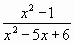 x² − 1
x² − 5x + 6